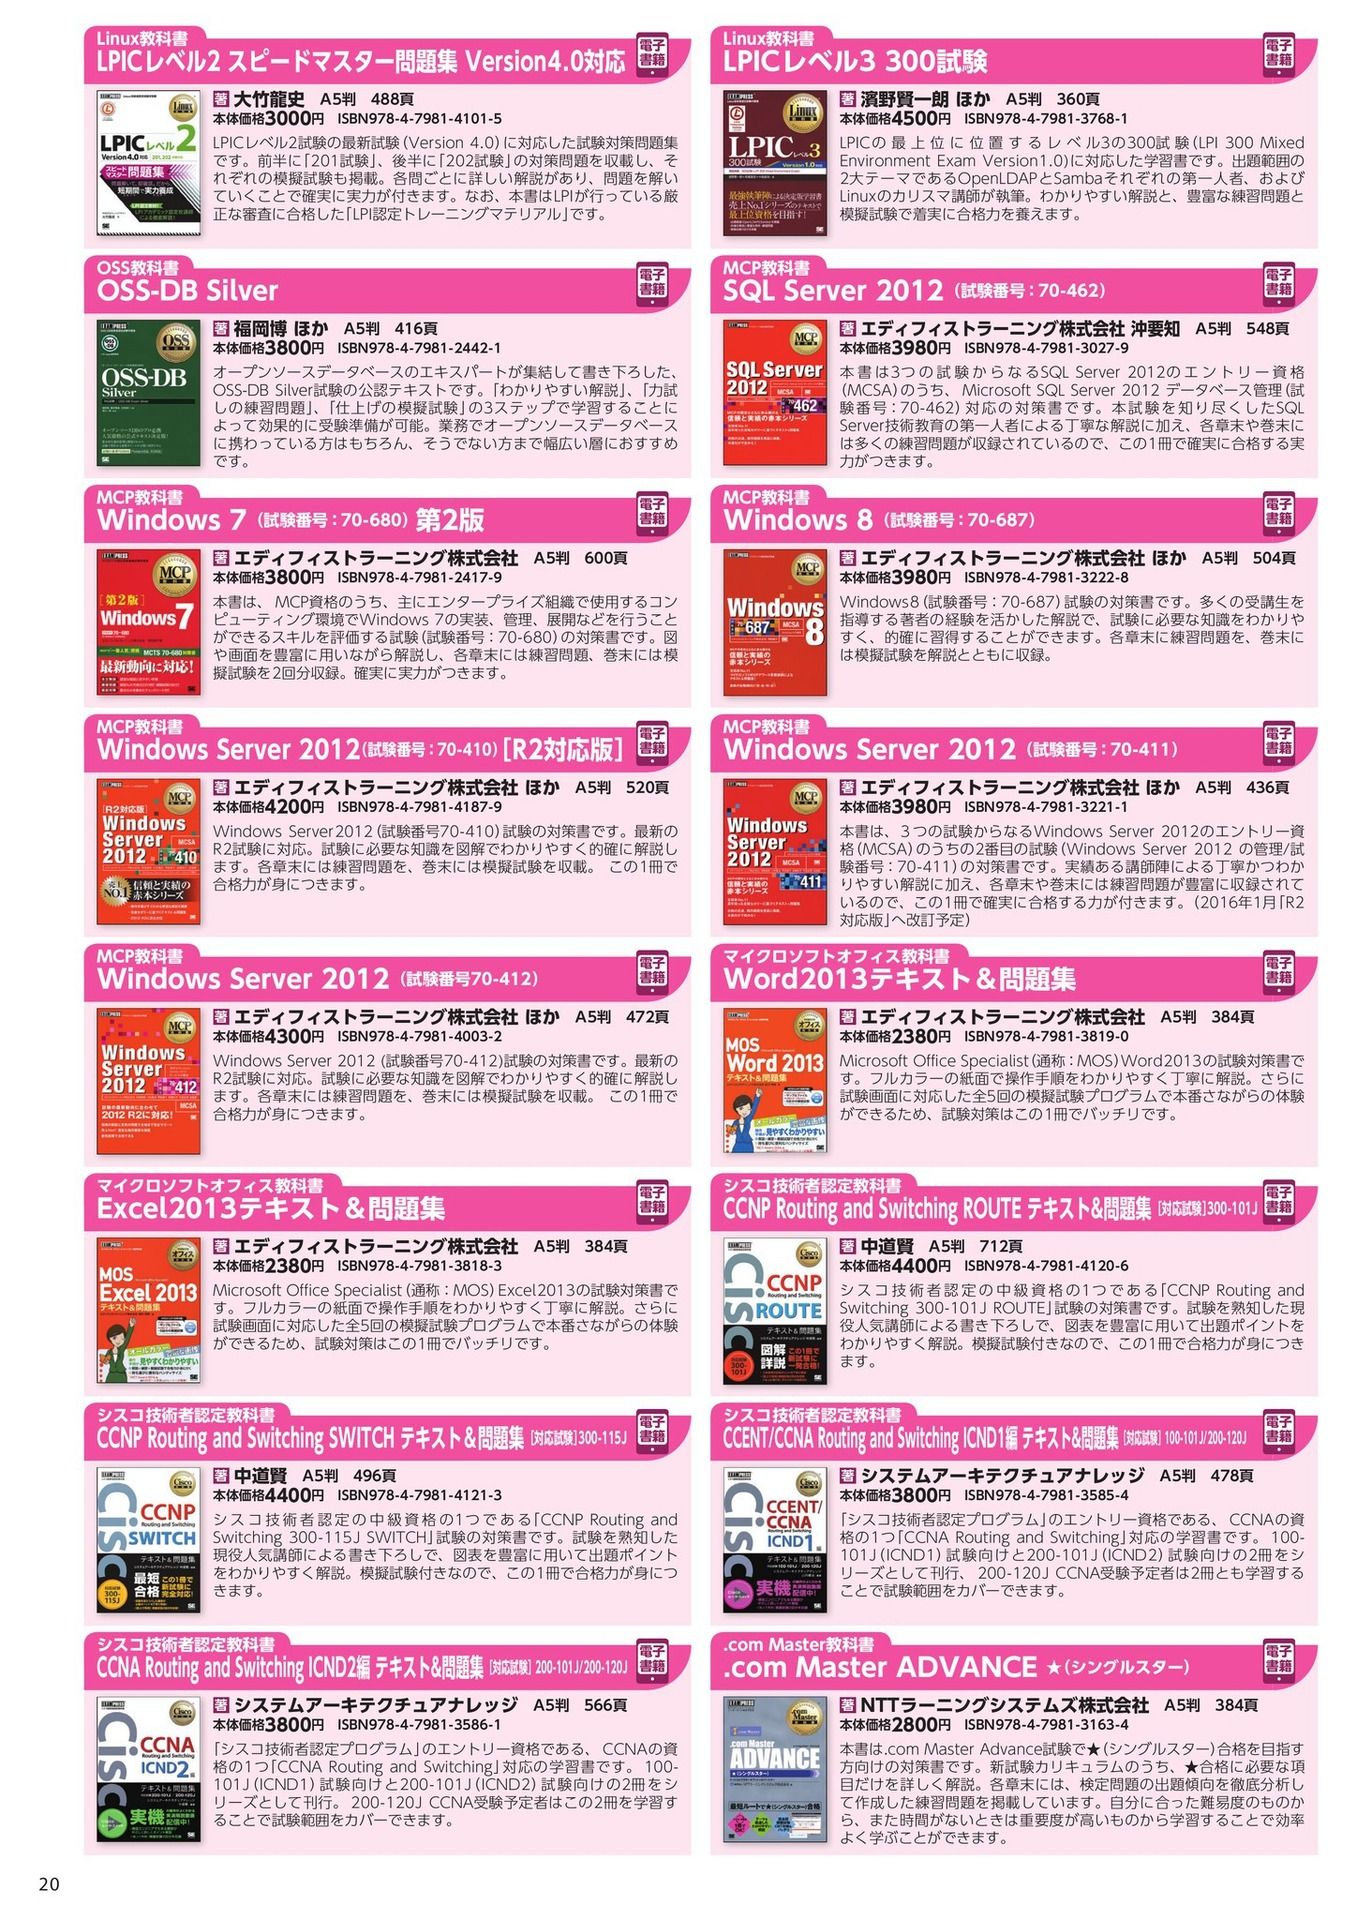 Linux教科書
LPICレベル2 スピードマスター問題集 Version4.0対応
電子
書籍
著 大竹龍史 A5判 488頁
本体価格3000円 ISBN978-4-7981-4101-5
LPICレベル2試験の最新試験(Version 4.0)に対応した試験対策問題集
です。前半に「201試験」、後半に「202試験」の対策問題を収載し、そ
れぞれの模擬試験も掲載。各問ごとに詳しい解説があり、問題を解い
ていくことで確実に実力が付きます。なお、本書はLPIが行っている厳
正な審査に合格した「LPI認定トレーニングマテリアル」です。
Linux教科書
LPICレベル3 300試験
電子
書籍
著 濱野賢一朗 ほか A5判 360頁
本体価格4500円 ISBN978-4-7981-3768-1
LPICの最上位に位置するレベル3の300試験(LPI 300 Mixed
Environment Exam Version1.0)に対応した学習書です。出題範囲の
2大テーマであるOpenLDAPとSambaそれぞれの第一人者、および
Linuxのカリスマ講師が執筆。わかりやすい解説と、豊富な練習問題と
模擬試験で着実に合格力を養えます。
OSS教科書
OSS-DB Silver
電子
書籍
著 福岡博 ほか A5判 416頁
本体価格3800円 ISBN978-4-7981-2442-1
オープンソースデータベースのエキスパートが集結して書き下ろした、
OSS-DB Silver試験の公認テキストです。「わかりやすい解説」、「力試
しの練習問題」、「仕上げの模擬試験」の3ステップで学習することに
よって効果的に受験準備が可能。業務でオープンソースデータベース
に携わっている方はもちろん、そうでない方まで幅広い層におすすめ
です。
MCP教科書
SQL Server 2012（試験番号：70-462）
電子
書籍
著 エディフィストラーニング株式会社 沖要知 A5判 548頁
本体価格3980円 ISBN978-4-7981-3027-9
本書は3つの試験からなるSQL Server 2012のエントリー資格
(MCSA)のうち、Microsoft SQL Server 2012 データベース管理(試
験番号：70-462)対応の対策書です。本試験を知り尽くしたSQL
Server技術教育の第一人者による丁寧な解説に加え、各章末や巻末に
は多くの練習問題が収録されているので、この1冊で確実に合格する実
力がつきます。
MCP教科書
Windows 7（試験番号：70-680）第2版
電子
書籍
著 エディフィストラーニング株式会社 A5判 600頁
本体価格3800円 ISBN978-4-7981-2417-9
本書は、MCP資格のうち、主にエンタープライズ組織で使用するコン
ピューティング環境でWindows 7の実装、管理、展開などを行うこと
ができるスキルを評価する試験(試験番号：70-680)の対策書です。図
や画面を豊富に用いながら解説し、各章末には練習問題、巻末には模
擬試験を2回分収録。確実に実力がつきます。
MCP教科書
Windows 8（試験番号：70-687）
電子
書籍
著 エディフィストラーニング株式会社 ほか A5判 504頁
本体価格3980円 ISBN978-4-7981-3222-8
Windows8(試験番号：70-687)試験の対策書です。多くの受講生を
指導する著者の経験を活かした解説で、試験に必要な知識をわかりや
すく、的確に習得することができます。各章末に練習問題を、巻末に
は模擬試験を解説とともに収録。
MCP教科書
Windows Server 2012（試験番号：70-410）［R2対応版］
電子
書籍
著 エディフィストラーニング株式会社 ほか A5判 520頁
本体価格4200円 ISBN978-4-7981-4187-9
Windows Server2012(試験番号70-410)試験の対策書です。最新の
R2試験に対応。試験に必要な知識を図解でわかりやすく的確に解説し
ます。各章末には練習問題を、巻末には模擬試験を収載。 この1冊で
合格力が身につきます。
MCP教科書
Windows Server 2012（試験番号：70-411）
電子
書籍
著 エディフィストラーニング株式会社 ほか A5判 436頁
本体価格3980円 ISBN978-4-7981-3221-1
本書は、3つの試験からなるWindows Server 2012のエントリー資
格(MCSA)のうちの2番目の試験(Windows Server 2012 の管理/試
験番号：70-411)の対策書です。実績ある講師陣による丁寧かつわか
りやすい解説に加え、各章末や巻末には練習問題が豊富に収録されて
いるので、この1冊で確実に合格する力が付きます。(2016年1月「R2
対応版」へ改訂予定)
MCP教科書
Windows Server 2012（試験番号70-412）
電子
書籍
著 エディフィストラーニング株式会社 ほか A5判 472頁
本体価格4300円 ISBN978-4-7981-4003-2
Windows Server 2012 (試験番号70-412)試験の対策書です。最新の
R2試験に対応。試験に必要な知識を図解でわかりやすく的確に解説し
ます。各章末には練習問題を、巻末には模擬試験を収載。 この1冊で
合格力が身につきます。
マイクロソフトオフィス教科書
Word2013テキスト＆問題集
電子
書籍
著 エディフィストラーニング株式会社 A5判 384頁
本体価格2380円 ISBN978-4-7981-3819-0
Microsoft Office Specialist(通称：MOS)Word2013の試験対策書で
す。フルカラーの紙面で操作手順をわかりやすく丁寧に解説。さらに
試験画面に対応した全5回の模擬試験プログラムで本番さながらの体験
ができるため、試験対策はこの1冊でバッチリです。
マイクロソフトオフィス教科書
Excel2013テキスト＆問題集
電子
書籍
著 エディフィストラーニング株式会社 A5判 384頁
本体価格2380円 ISBN978-4-7981-3818-3
Microsoft Office Specialist(通称：MOS)Excel2013の試験対策書で
す。フルカラーの紙面で操作手順をわかりやすく丁寧に解説。さらに
試験画面に対応した全5回の模擬試験プログラムで本番さながらの体験
ができるため、試験対策はこの1冊でバッチリです。
シスコ技術者認定教科書
CCNP Routing and Switching ROUTE テキスト&問題集［対応試験］300-101J
電子
書籍
著 中道賢 A5判 712頁
本体価格4400円 ISBN978-4-7981-4120-6
シスコ技術者認定の中級資格の1つである「CCNP Routing and
Switching 300-101J ROUTE」試験の対策書です。試験を熟知した現
役人気講師による書き下ろしで、図表を豊富に用いて出題ポイントを
わかりやすく解説。模擬試験付きなので、この1冊で合格力が身につき
ます。
シスコ技術者認定教科書
CCNP Routing and Switching SWITCH テキスト＆問題集［対応試験］300-115J
電子
書籍
著 中道賢 A5判 496頁
本体価格4400円 ISBN978-4-7981-4121-3
シスコ技術者認定の中級資格の1つである「CCNP Routing and
Switching 300-115J SWITCH」試験の対策書です。試験を熟知した
現役人気講師による書き下ろしで、図表を豊富に用いて出題ポイント
をわかりやすく解説。模擬試験付きなので、この1冊で合格力が身につ
きます。
シスコ技術者認定教科書
CCENT/CCNA Routing and Switching ICND1編 テキスト&問題集［対応試験］100-101J/200-120J
電子
書籍
著 システムアーキテクチュアナレッジ A5判 478頁
本体価格3800円 ISBN978-4-7981-3585-4
「シスコ技術者認定プログラム」のエントリー資格である、CCNAの資
格の1つ「CCNA Routing and Switching」対応の学習書です。100-
101J(ICND1)試験向けと200-101J(ICND2)試験向けの2冊をシ
リーズとして刊行、200-120J CCNA受験予定者は2冊とも学習する
ことで試験範囲をカバーできます。
シスコ技術者認定教科書
CCNA Routing and Switching ICND2編 テキスト&問題集［対応試験］200-101J/200-120J
電子
書籍
著 システムアーキテクチュアナレッジ A5判 566頁
本体価格3800円 ISBN978-4-7981-3586-1
「シスコ技術者認定プログラム」のエントリー資格である、CCNAの資
格の1つ「CCNA Routing and Switching」対応の学習書です。100-
101J(ICND1)試験向けと200-101J(ICND2)試験向けの2冊をシ
リーズとして刊行。200-120J CCNA受験予定者はこの2冊を学習す
ることで試験範囲をカバーできます。
.com Master教科書
.com Master ADVANCE ★（シングルスター）
電子
書籍
著 NTTラーニングシステムズ株式会社 A5判 384頁
本体価格2800円 ISBN978-4-7981-3163-4
本書は.com Master Advance試験で★(シングルスター)合格を目指す
方向けの対策書です。新試験カリキュラムのうち、★合格に必要な項
目だけを詳しく解説。各章末には、検定問題の出題傾向を徹底分析し
て作成した練習問題を掲載しています。自分に合った難易度のものか
ら、また時間がないときは重要度が高いものから学習することで効率
よく学ぶことができます。
20